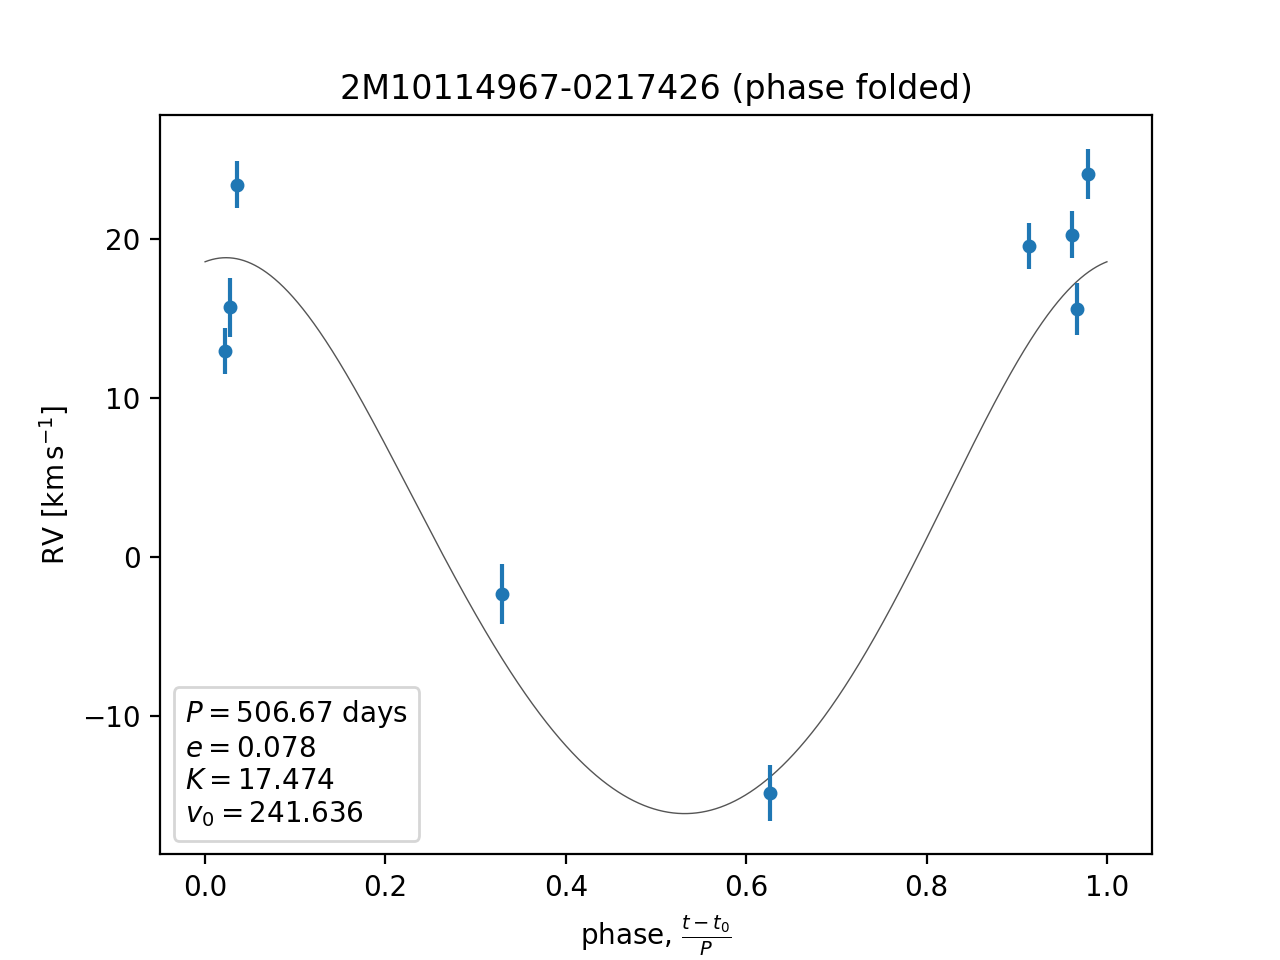 2M10114967-0217426 (phase folded)
RV [km s⁻¹]
20
10
0
−10
P = 506.67 days
e = 0.078
K = 17.474
v₀ = 241.636
0.0 0.2 0.4 0.6 0.8 1.0
phase, (t − t₀)/P